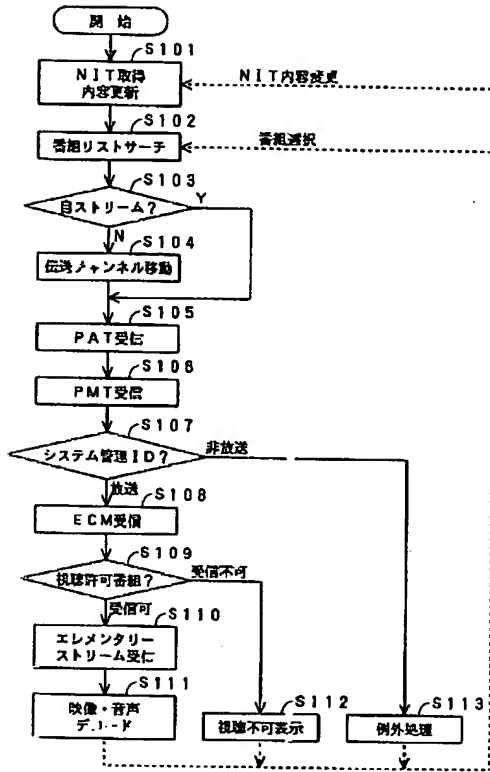 開始
S101
NIT取得
内容更新
NIT内容変更
S102
番組リストサーチ
番組選択
S103
自ストリーム?
Y
N
S104
伝送チャンネル移動
S105
PAT受信
S106
PMT受信
S107
システム管理ID?
非放送
放送
S108
ECM受信
S109
視聴許可番組?
受信不可
受信可
S110
エレメンタリー
ストリーム受信
S111
映像・音声
デコード
S112
視聴不可表示
S113
例外処理